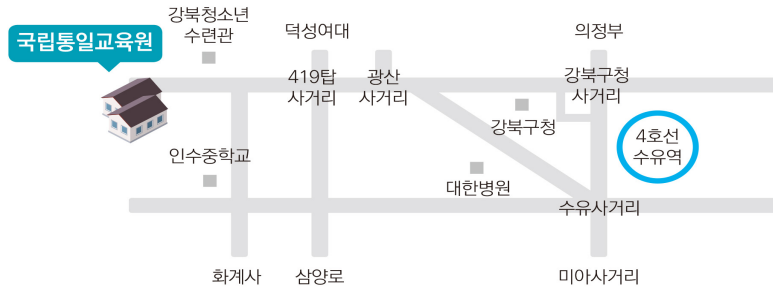 강북청소년
수련관
덕성여대
의정부
국립통일교육원
419탑
사거리
광산
사거리
강북구청
사거리
강북구청
4호선
수유역
인수중학교
대한병원
수유사거리
화계사
삼양로
미아사거리